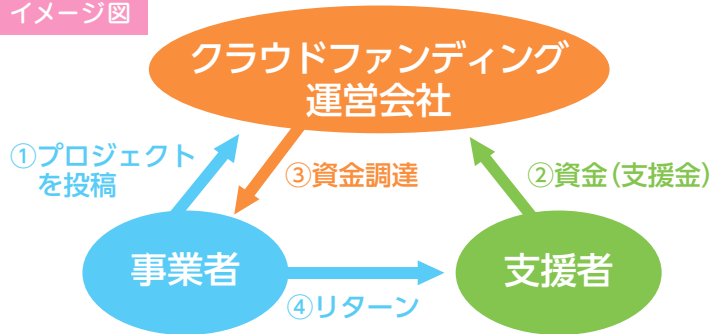 イメージ図
クラウドファンディング
運営会社
①プロジェクト
を投稿
③資金調達
②資金(支援金)
事業者
支援者
④リターン